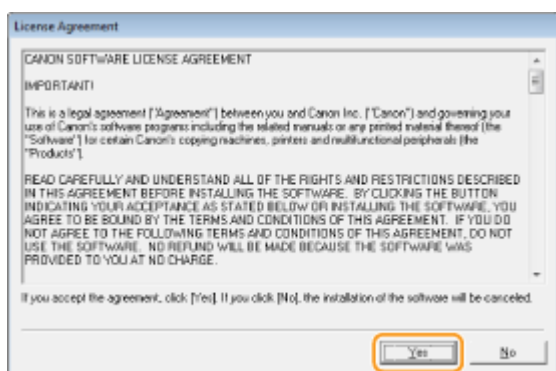 License Agreement
CANON SOFTWARE LICENSE AGREEMENT
IMPORTANT!
This is a legal agreement ("Agreement") between you and Canon Inc. ("Canon") and governing your
use of Canon's software programs including the related manuals or any printed material thereof (the
"Software") for certain Canon's copying machines, printers and multifunctional peripherals (the
"Products").
READ CAREFULLY AND UNDERSTAND ALL OF THE RIGHTS AND RESTRICTIONS DESCRIBED
IN THIS AGREEMENT BEFORE INSTALLING THE SOFTWARE. BY CLICKING THE BUTTON
INDICATING YOUR ACCEPTANCE AS STATED BELOW OR INSTALLING THE SOFTWARE, YOU
AGREE TO BE BOUND BY THE TERMS AND CONDITIONS OF THIS AGREEMENT. IF YOU DO
NOT AGREE TO THE FOLLOWING TERMS AND CONDITIONS OF THIS AGREEMENT, DO NOT
USE THE SOFTWARE. NO REFUND WILL BE MADE BECAUSE THE SOFTWARE WAS
PROVIDED TO YOU AT NO CHARGE.
If you accept the agreement, click [Yes]. If you click [No], the installation of the software will be canceled.
Yes No